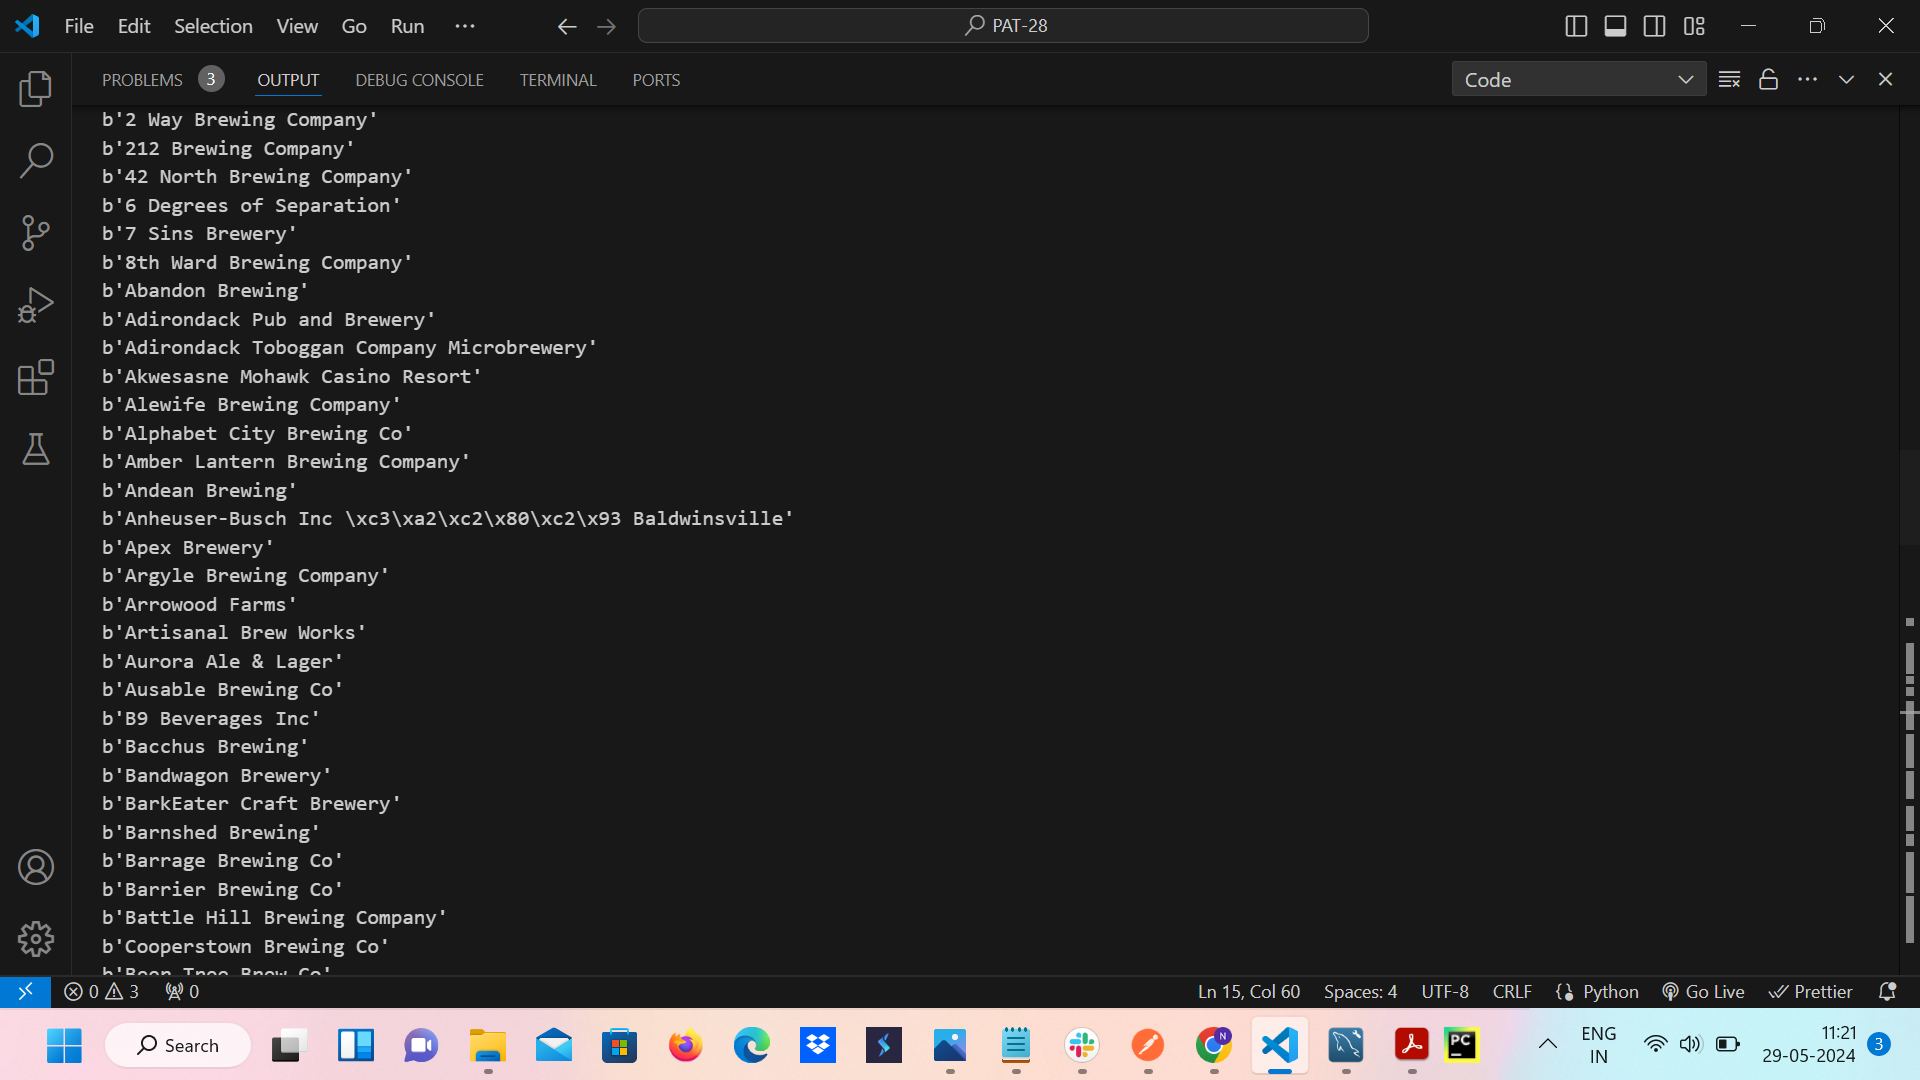 File Edit Selection View Go Run ··· PAT-28
PROBLEMS 3 OUTPUT DEBUG CONSOLE TERMINAL PORTS Code
b'2 Way Brewing Company'
b'212 Brewing Company'
b'42 North Brewing Company'
b'6 Degrees of Separation'
b'7 Sins Brewery'
b'8th Ward Brewing Company'
b'Abandon Brewing'
b'Adirondack Pub and Brewery'
b'Adirondack Toboggan Company Microbrewery'
b'Akwesasne Mohawk Casino Resort'
b'Alewife Brewing Company'
b'Alphabet City Brewing Co'
b'Amber Lantern Brewing Company'
b'Andean Brewing'
b'Anheuser-Busch Inc \xc3\xa2\xc2\x80\xc2\x93 Baldwinsville'
b'Apex Brewery'
b'Argyle Brewing Company'
b'Arrowood Farms'
b'Artisanal Brew Works'
b'Aurora Ale & Lager'
b'Ausable Brewing Co'
b'B9 Beverages Inc'
b'Bacchus Brewing'
b'Bandwagon Brewery'
b'BarkEater Craft Brewery'
b'Barnshed Brewing'
b'Barrage Brewing Co'
b'Barrier Brewing Co'
b'Battle Hill Brewing Company'
b'Cooperstown Brewing Co'
b'Beer Tree Brew Co'
0 3 0 Ln 15, Col 60 Spaces: 4 UTF-8 CRLF Python Go Live Prettier
Search N PC ENG 11:21
IN 29-05-2024 3